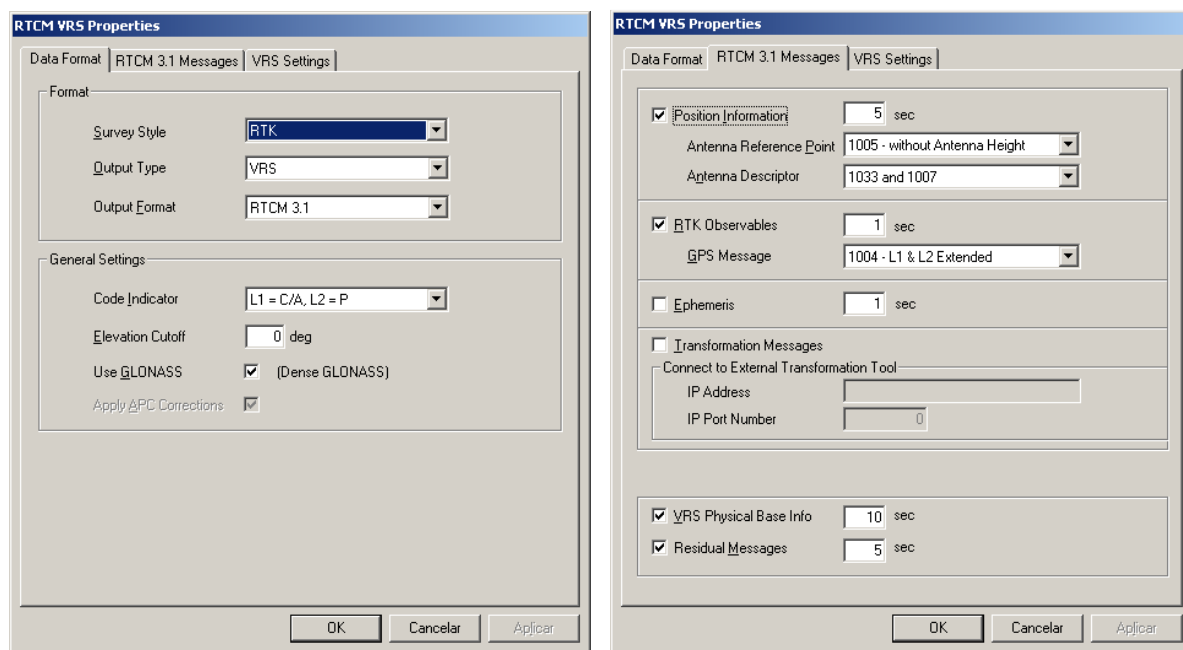 RTCM VRS Properties
Data Format RTCM 3.1 Messages VRS Settings
Format
Survey Style RTK
Output Type VRS
Output Format RTCM 3.1
General Settings
Code Indicator L1 = C/A, L2 = P
Elevation Cutoff 0 deg
Use GLONASS (Dense GLONASS)
Apply APC Corrections
OK Cancelar Aplicar
RTCM VRS Properties
Data Format RTCM 3.1 Messages VRS Settings
Position Information 5 sec
Antenna Reference Point 1005 - without Antenna Height
Antenna Descriptor 1033 and 1007
RTK Observables 1 sec
GPS Message 1004 - L1 & L2 Extended
Ephemeris 1 sec
Transformation Messages
Connect to External Transformation Tool
IP Address
IP Port Number 0
VRS Physical Base Info 10 sec
Residual Messages 5 sec
OK Cancelar Aplicar